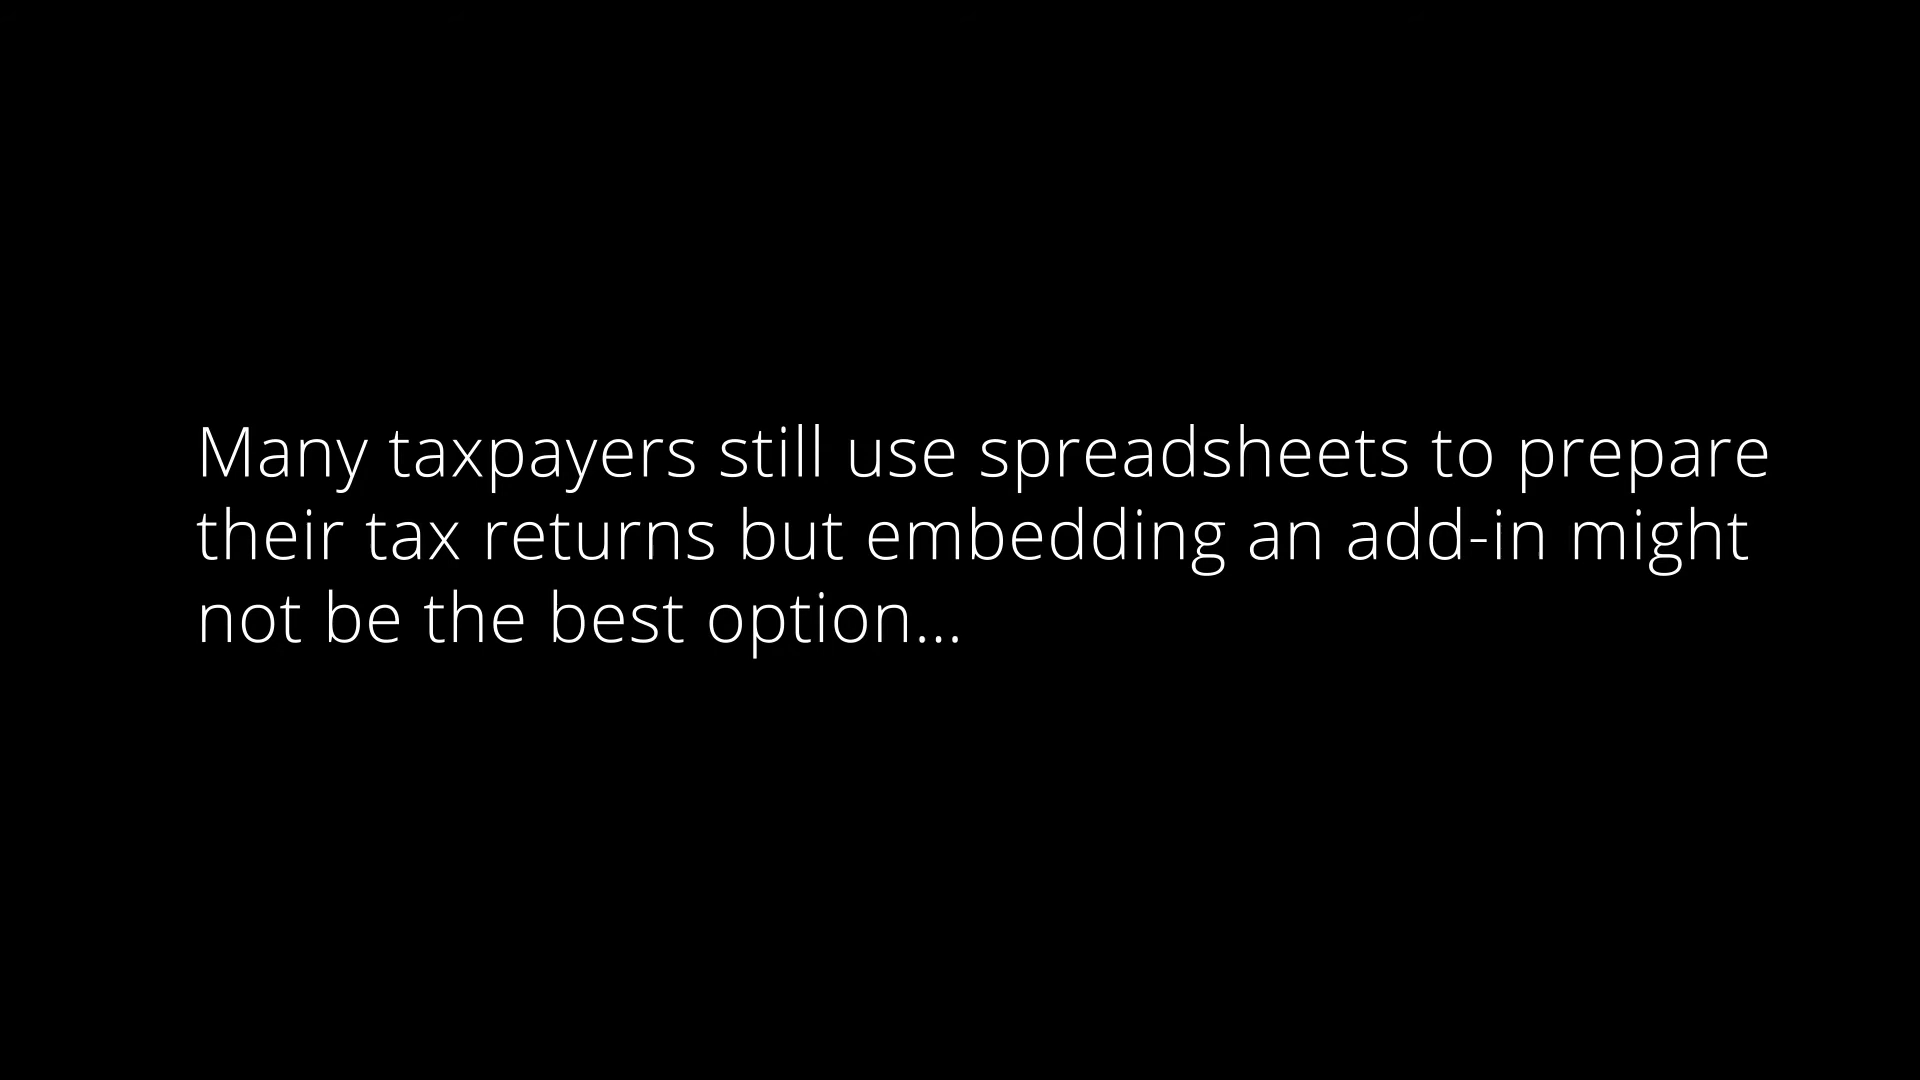 Many taxpayers still use spreadsheets to prepare
their tax returns but embedding an add-in might
not be the best option...